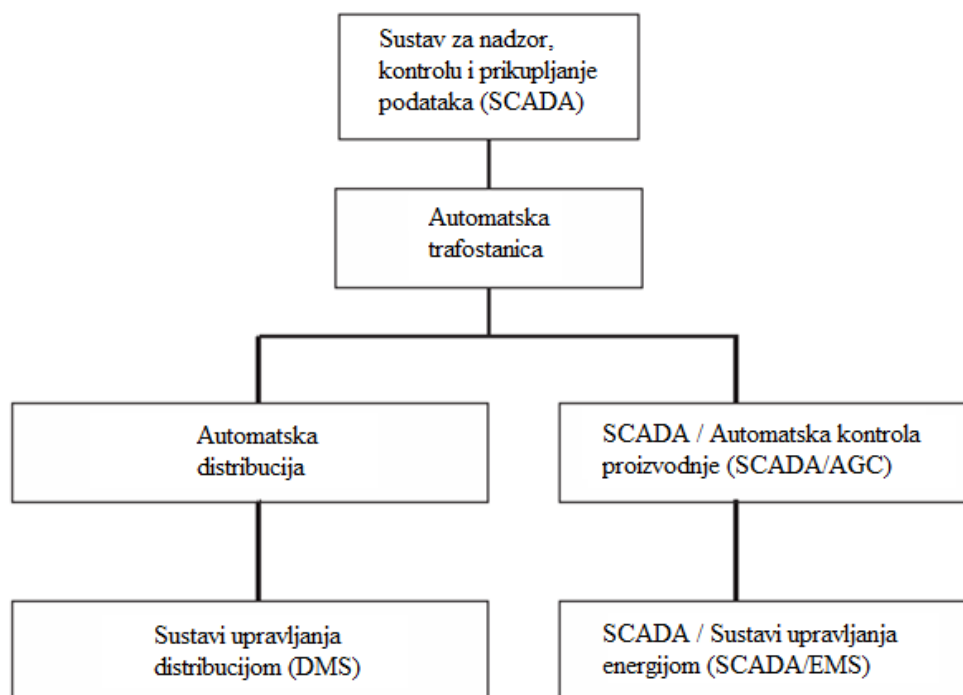 Sustav za nadzor,
kontrolu i prikupljanje
podataka (SCADA)
Automatska
trafostanica
Automatska
distribucija
SCADA / Automatska kontrola
proizvodnje (SCADA/AGC)
Sustavi upravljanja
distribucijom (DMS)
SCADA / Sustavi upravljanja
energijom (SCADA/EMS)